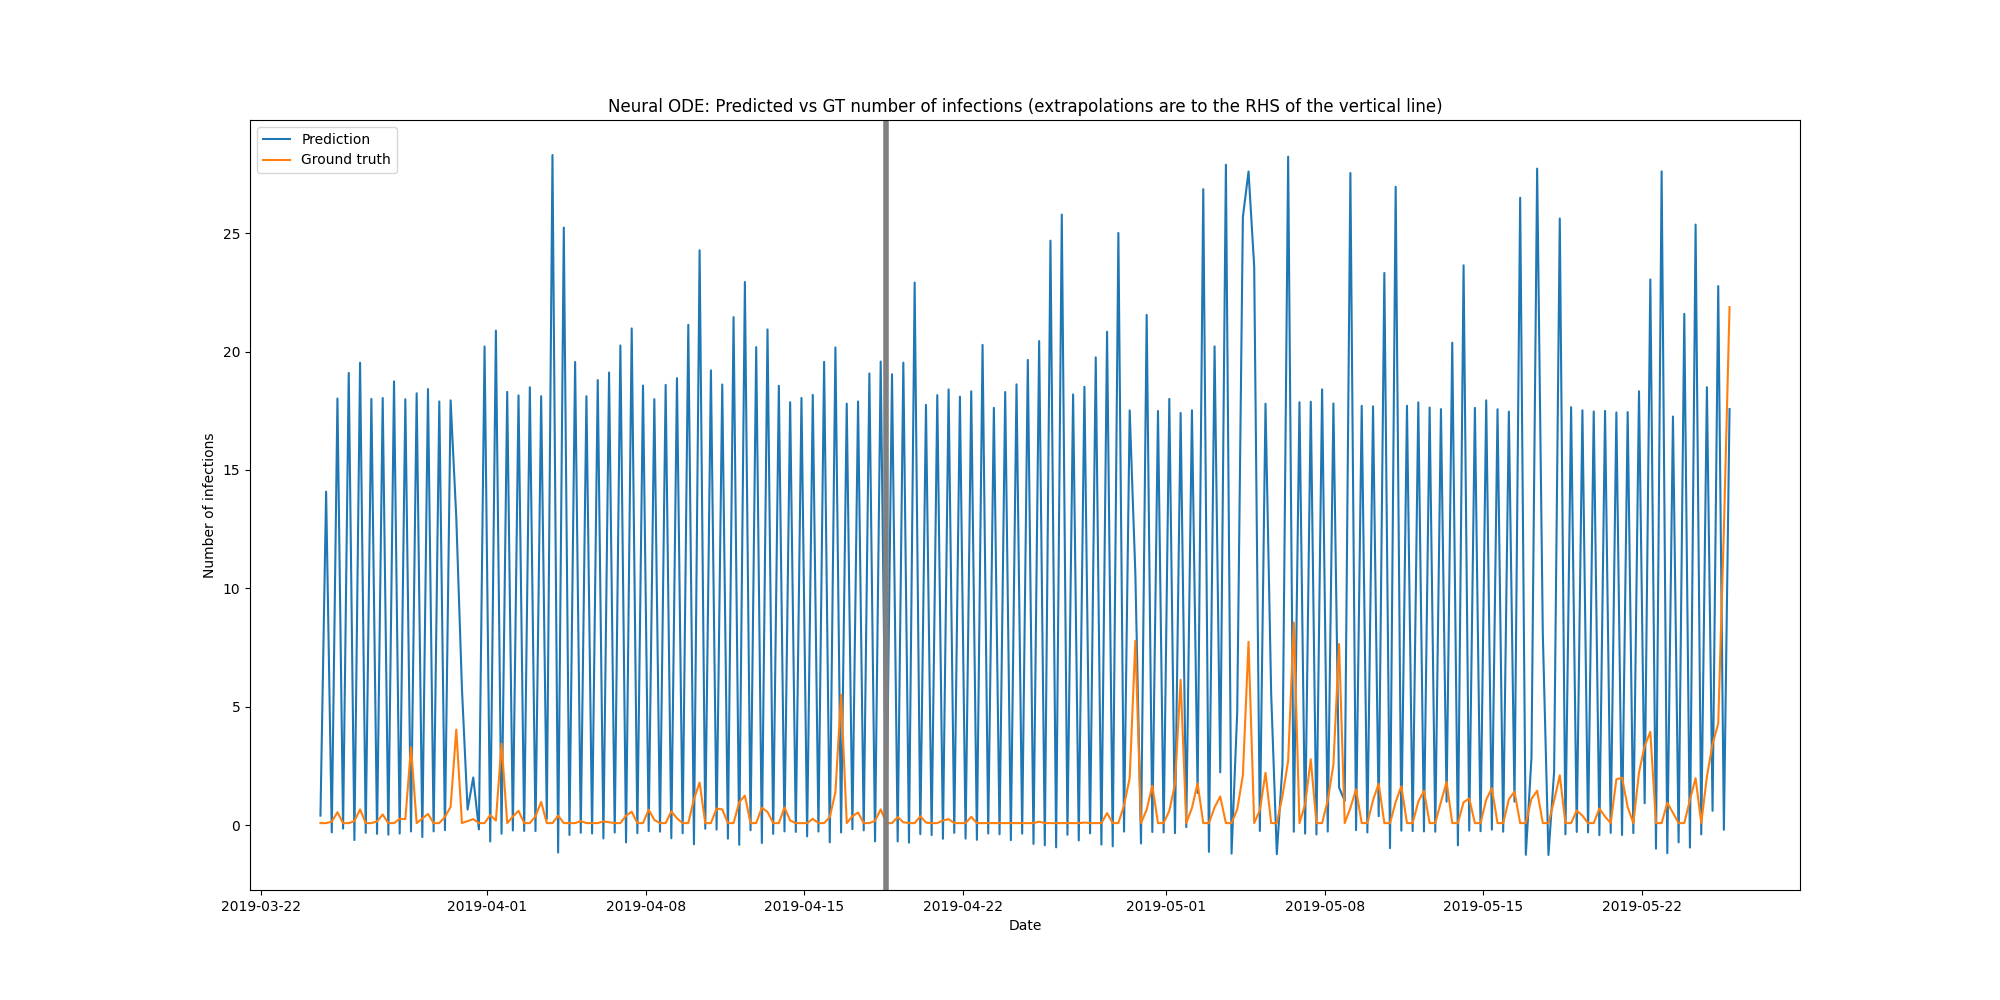 Neural ODE: Predicted vs GT number of infections (extrapolations are to the RHS of the vertical line)
Prediction
Ground truth
25
20
15
10
5
0
Number of infections
2019-03-22 2019-04-01 2019-04-08 2019-04-15 2019-04-22 2019-05-01 2019-05-08 2019-05-15 2019-05-22
Date